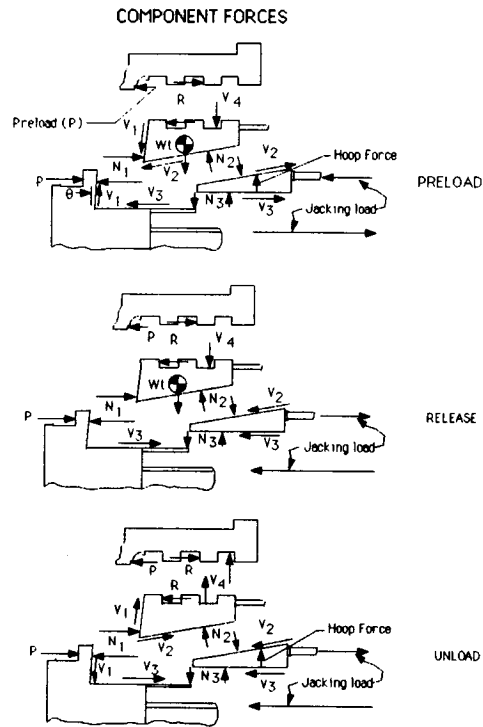 COMPONENT FORCES
R
V4
Preload (P)
V1
Wt
V2
N1
N2
V2
Hoop Force
P
θ
V1
V3
N3
V3
Jacking load
PRELOAD
P
R
V4
Wt
N1
N2
V2
P
V3
N3
V3
Jacking load
RELEASE
P
R
R
V4
V1
N1
V2
N2
V2
Hoop Force
P
V1
V3
N3
V3
Jacking load
UNLOAD